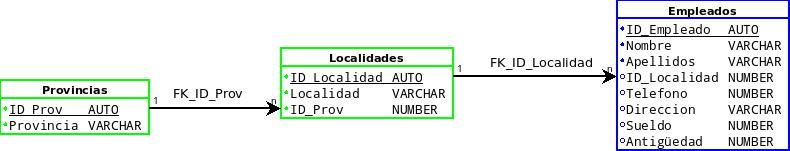 Provincias
ID_Prov AUTO
Provincia VARCHAR
1 FK_ID_Prov n
Localidades
ID_Localidad AUTO
Localidad VARCHAR
ID_Prov NUMBER
1 FK_ID_Localidad n
Empleados
ID_Empleado AUTO
Nombre VARCHAR
Apellidos VARCHAR
ID_Localidad NUMBER
Telefono NUMBER
Direccion VARCHAR
Sueldo NUMBER
Antigüedad NUMBER